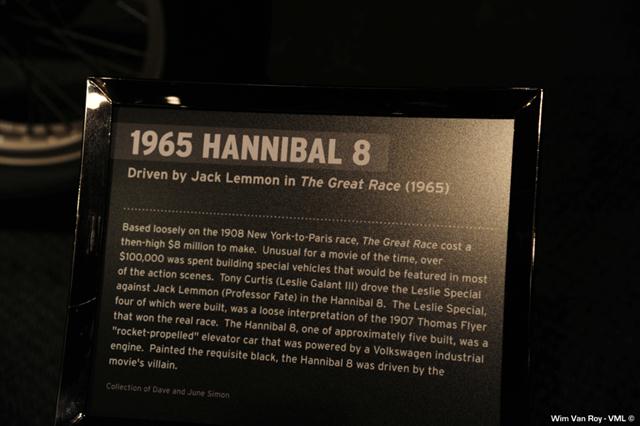 1965 HANNIBAL 8
Driven by Jack Lemmon in The Great Race (1965)
Based loosely on the 1908 New York-to-Paris race, The Great Race cost a
then-high $8 million to make. Unusual for a movie of the time, over
$100,000 was spent building special vehicles that would be featured in most
of the action scenes. Tony Curtis (Leslie Galant III) drove the Leslie Special
against Jack Lemmon (Professor Fate) in the Hannibal 8. The Leslie Special,
four of which were built, was a loose interpretation of the 1907 Thomas Flyer
that won the real race. The Hannibal 8, one of approximately five built, was a
"rocket-propelled" elevator car that was powered by a Volkswagen industrial
engine. Painted the requisite black, the Hannibal 8 was driven by the
movie's villain.
Collection of Dave and June Simon
Wim Van Roy - VML ©